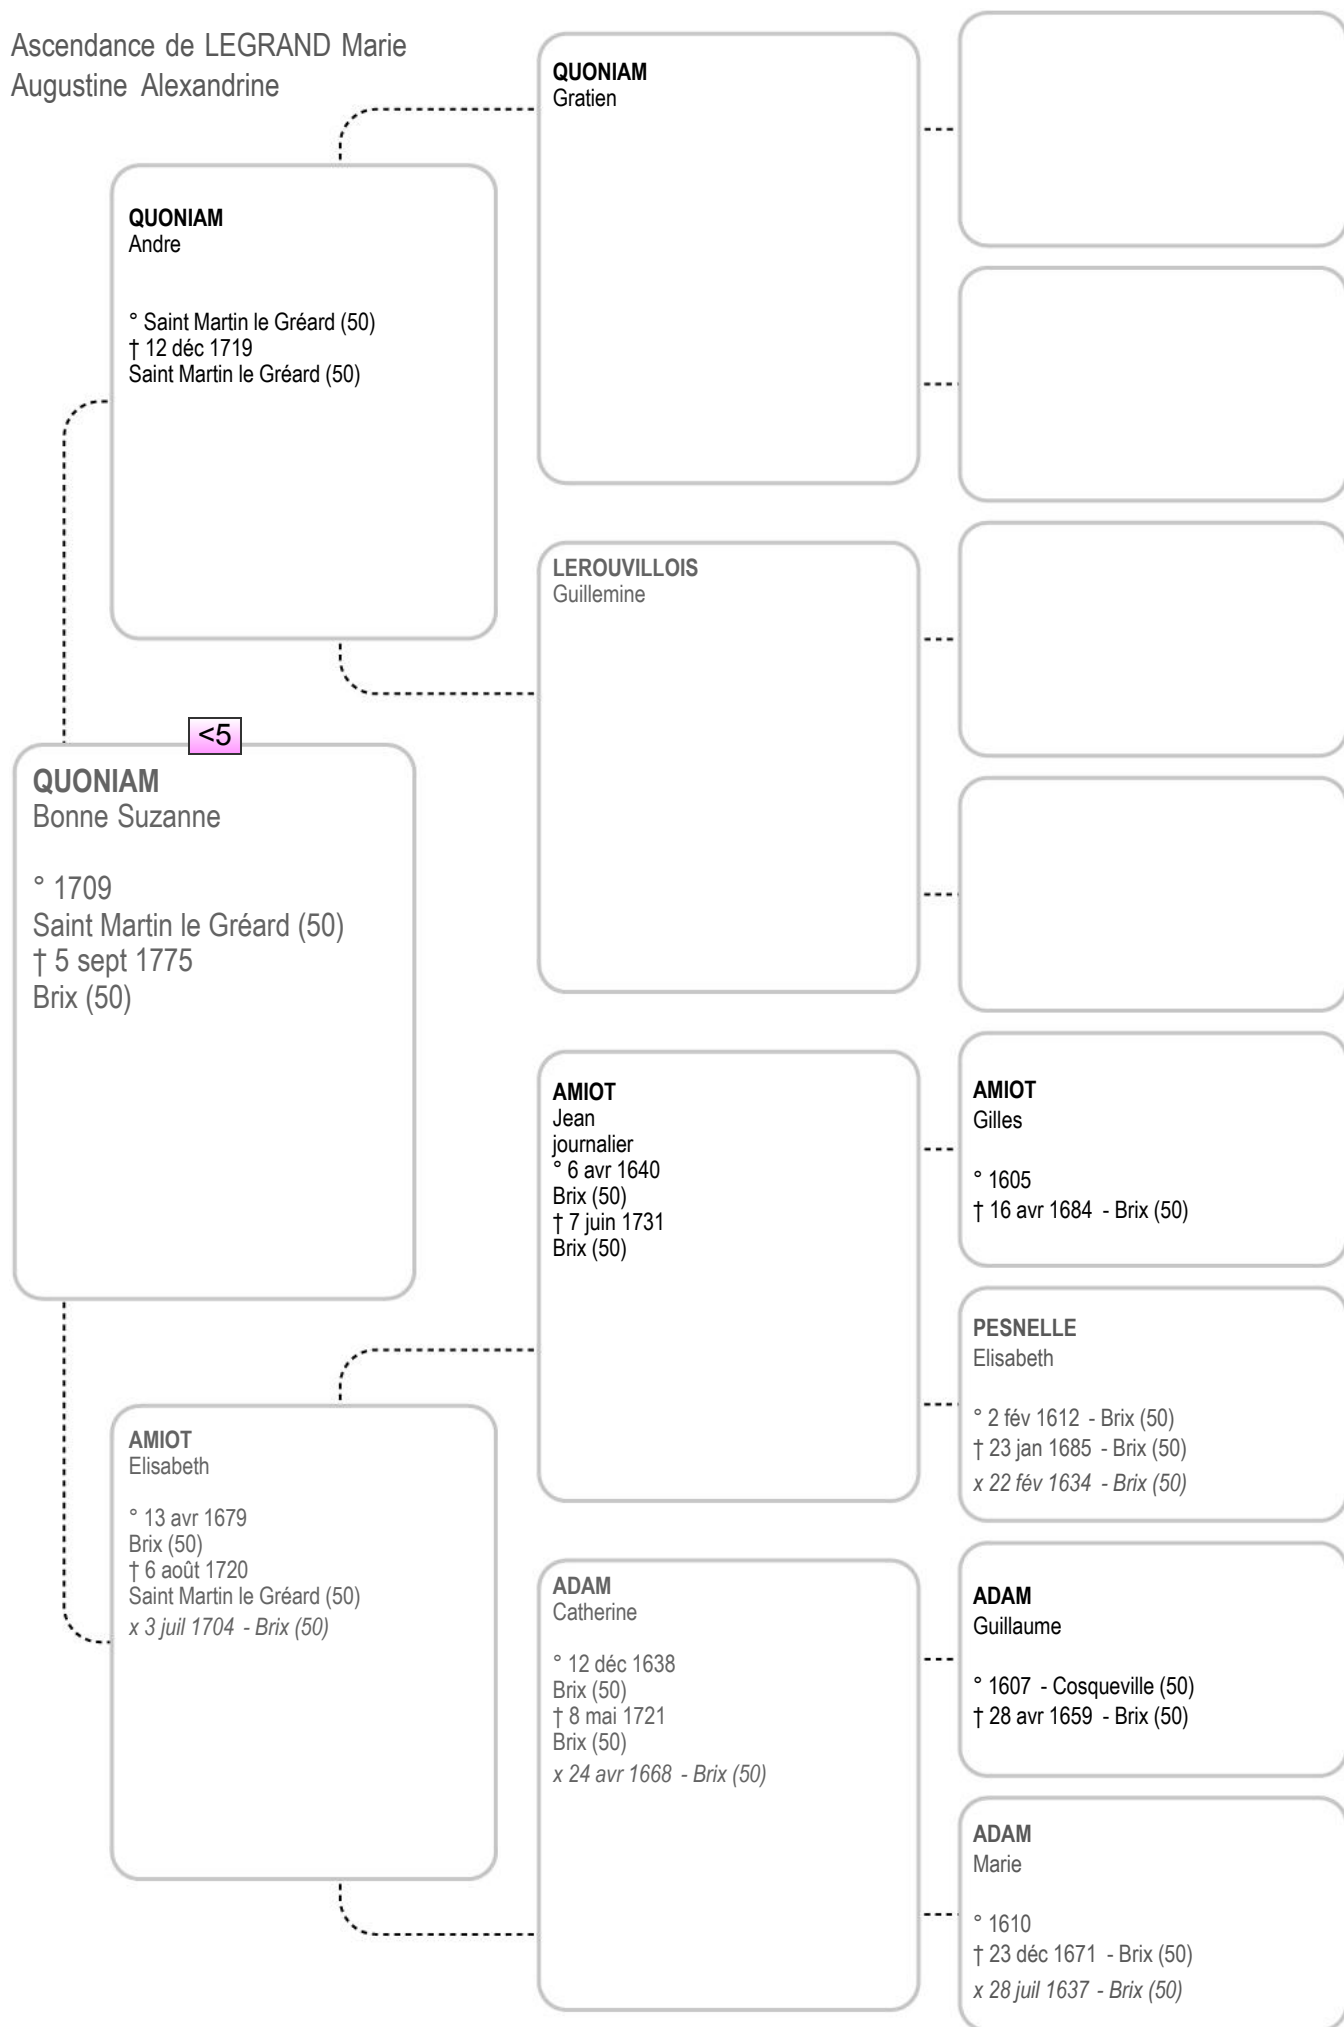 Ascendance de LEGRAND Marie
Augustine Alexandrine
QUONIAM
Gratien
QUONIAM
Andre
° Saint Martin le Gréard (50)
† 12 déc 1719
Saint Martin le Gréard (50)
LEROUVILLOIS
Guillemine
<5
QUONIAM
Bonne Suzanne
° 1709
Saint Martin le Gréard (50)
† 5 sept 1775
Brix (50)
AMIOT
Jean
journalier
° 6 avr 1640
Brix (50)
† 7 juin 1731
Brix (50)
AMIOT
Gilles
° 1605
† 16 avr 1684 - Brix (50)
PESNELLE
Elisabeth
° 2 fév 1612 - Brix (50)
† 23 jan 1685 - Brix (50)
x 22 fév 1634 - Brix (50)
AMIOT
Elisabeth
° 13 avr 1679
Brix (50)
† 6 août 1720
Saint Martin le Gréard (50)
x 3 juil 1704 - Brix (50)
ADAM
Catherine
° 12 déc 1638
Brix (50)
† 8 mai 1721
Brix (50)
x 24 avr 1668 - Brix (50)
ADAM
Guillaume
° 1607 - Cosqueville (50)
† 28 avr 1659 - Brix (50)
ADAM
Marie
° 1610
† 23 déc 1671 - Brix (50)
x 28 juil 1637 - Brix (50)